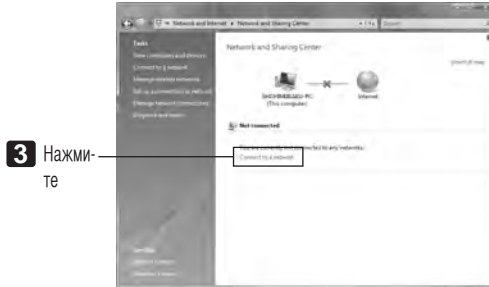 Network and Internet ▸ Network and Sharing Center
Tasks
View computers and devices
Connect to a network
Manage wireless networks
Set up a connection or network
Manage network connections
Diagnose and repair
Network and Sharing Center
View full map
(This computer)
Internet
Not connected
You are currently not connected to any networks.
Connect to a network
3 Нажми-
те
See also